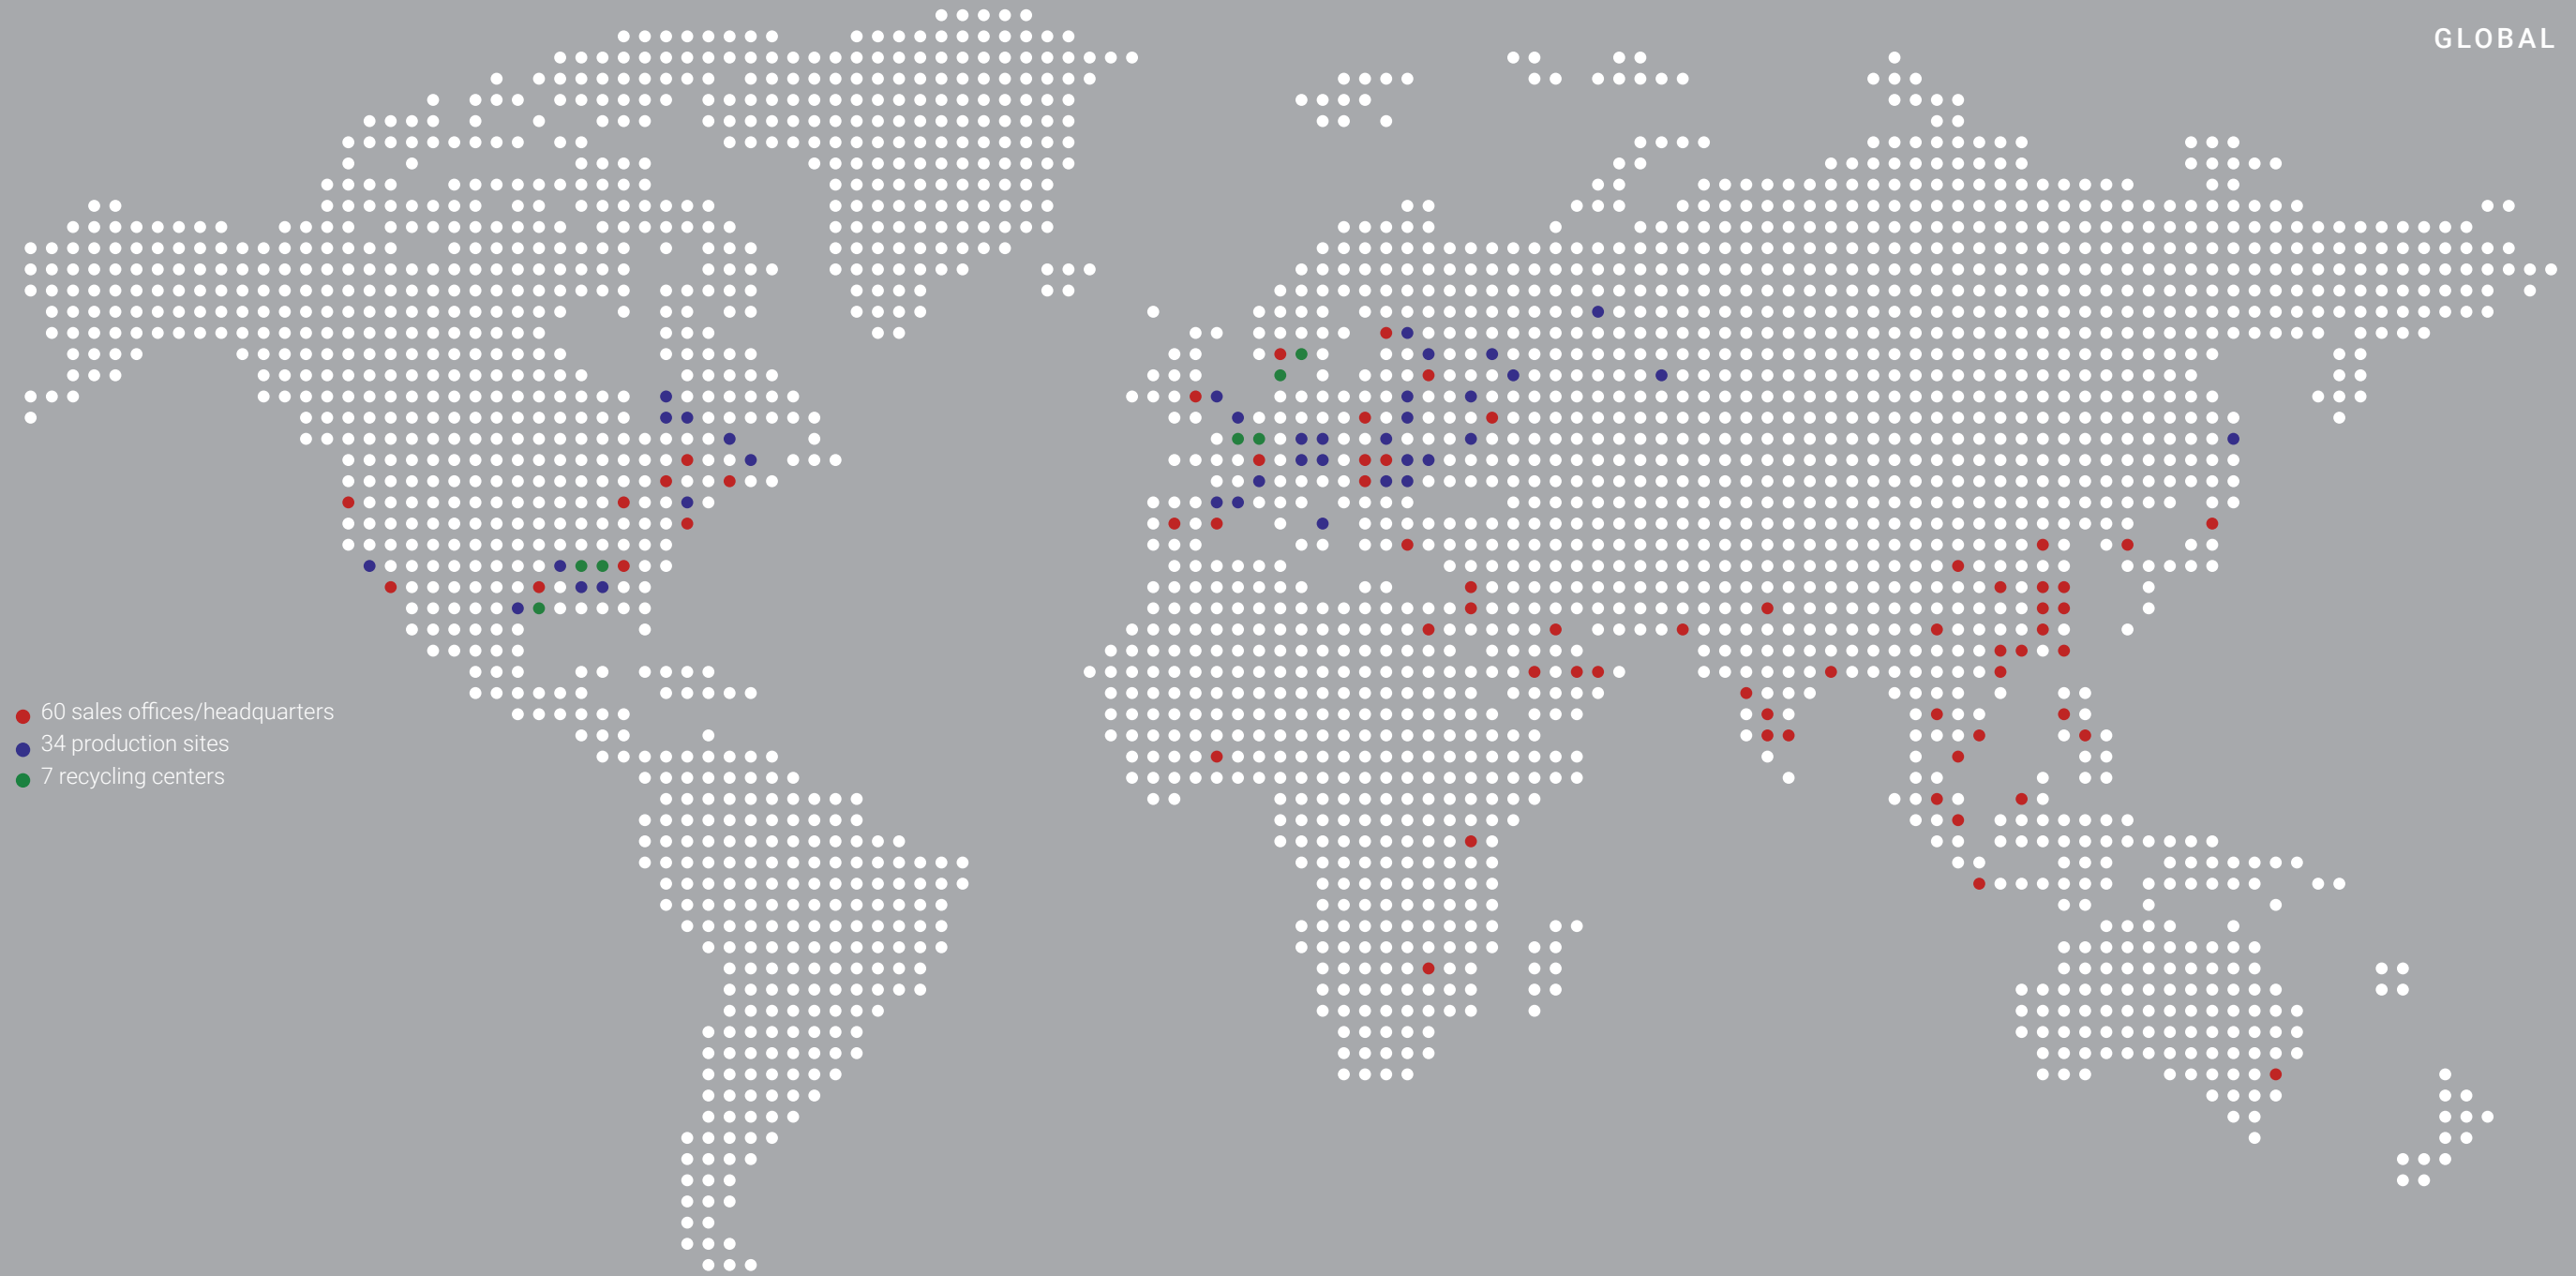 GLOBAL
60 sales offices/headquarters
34 production sites
7 recycling centers